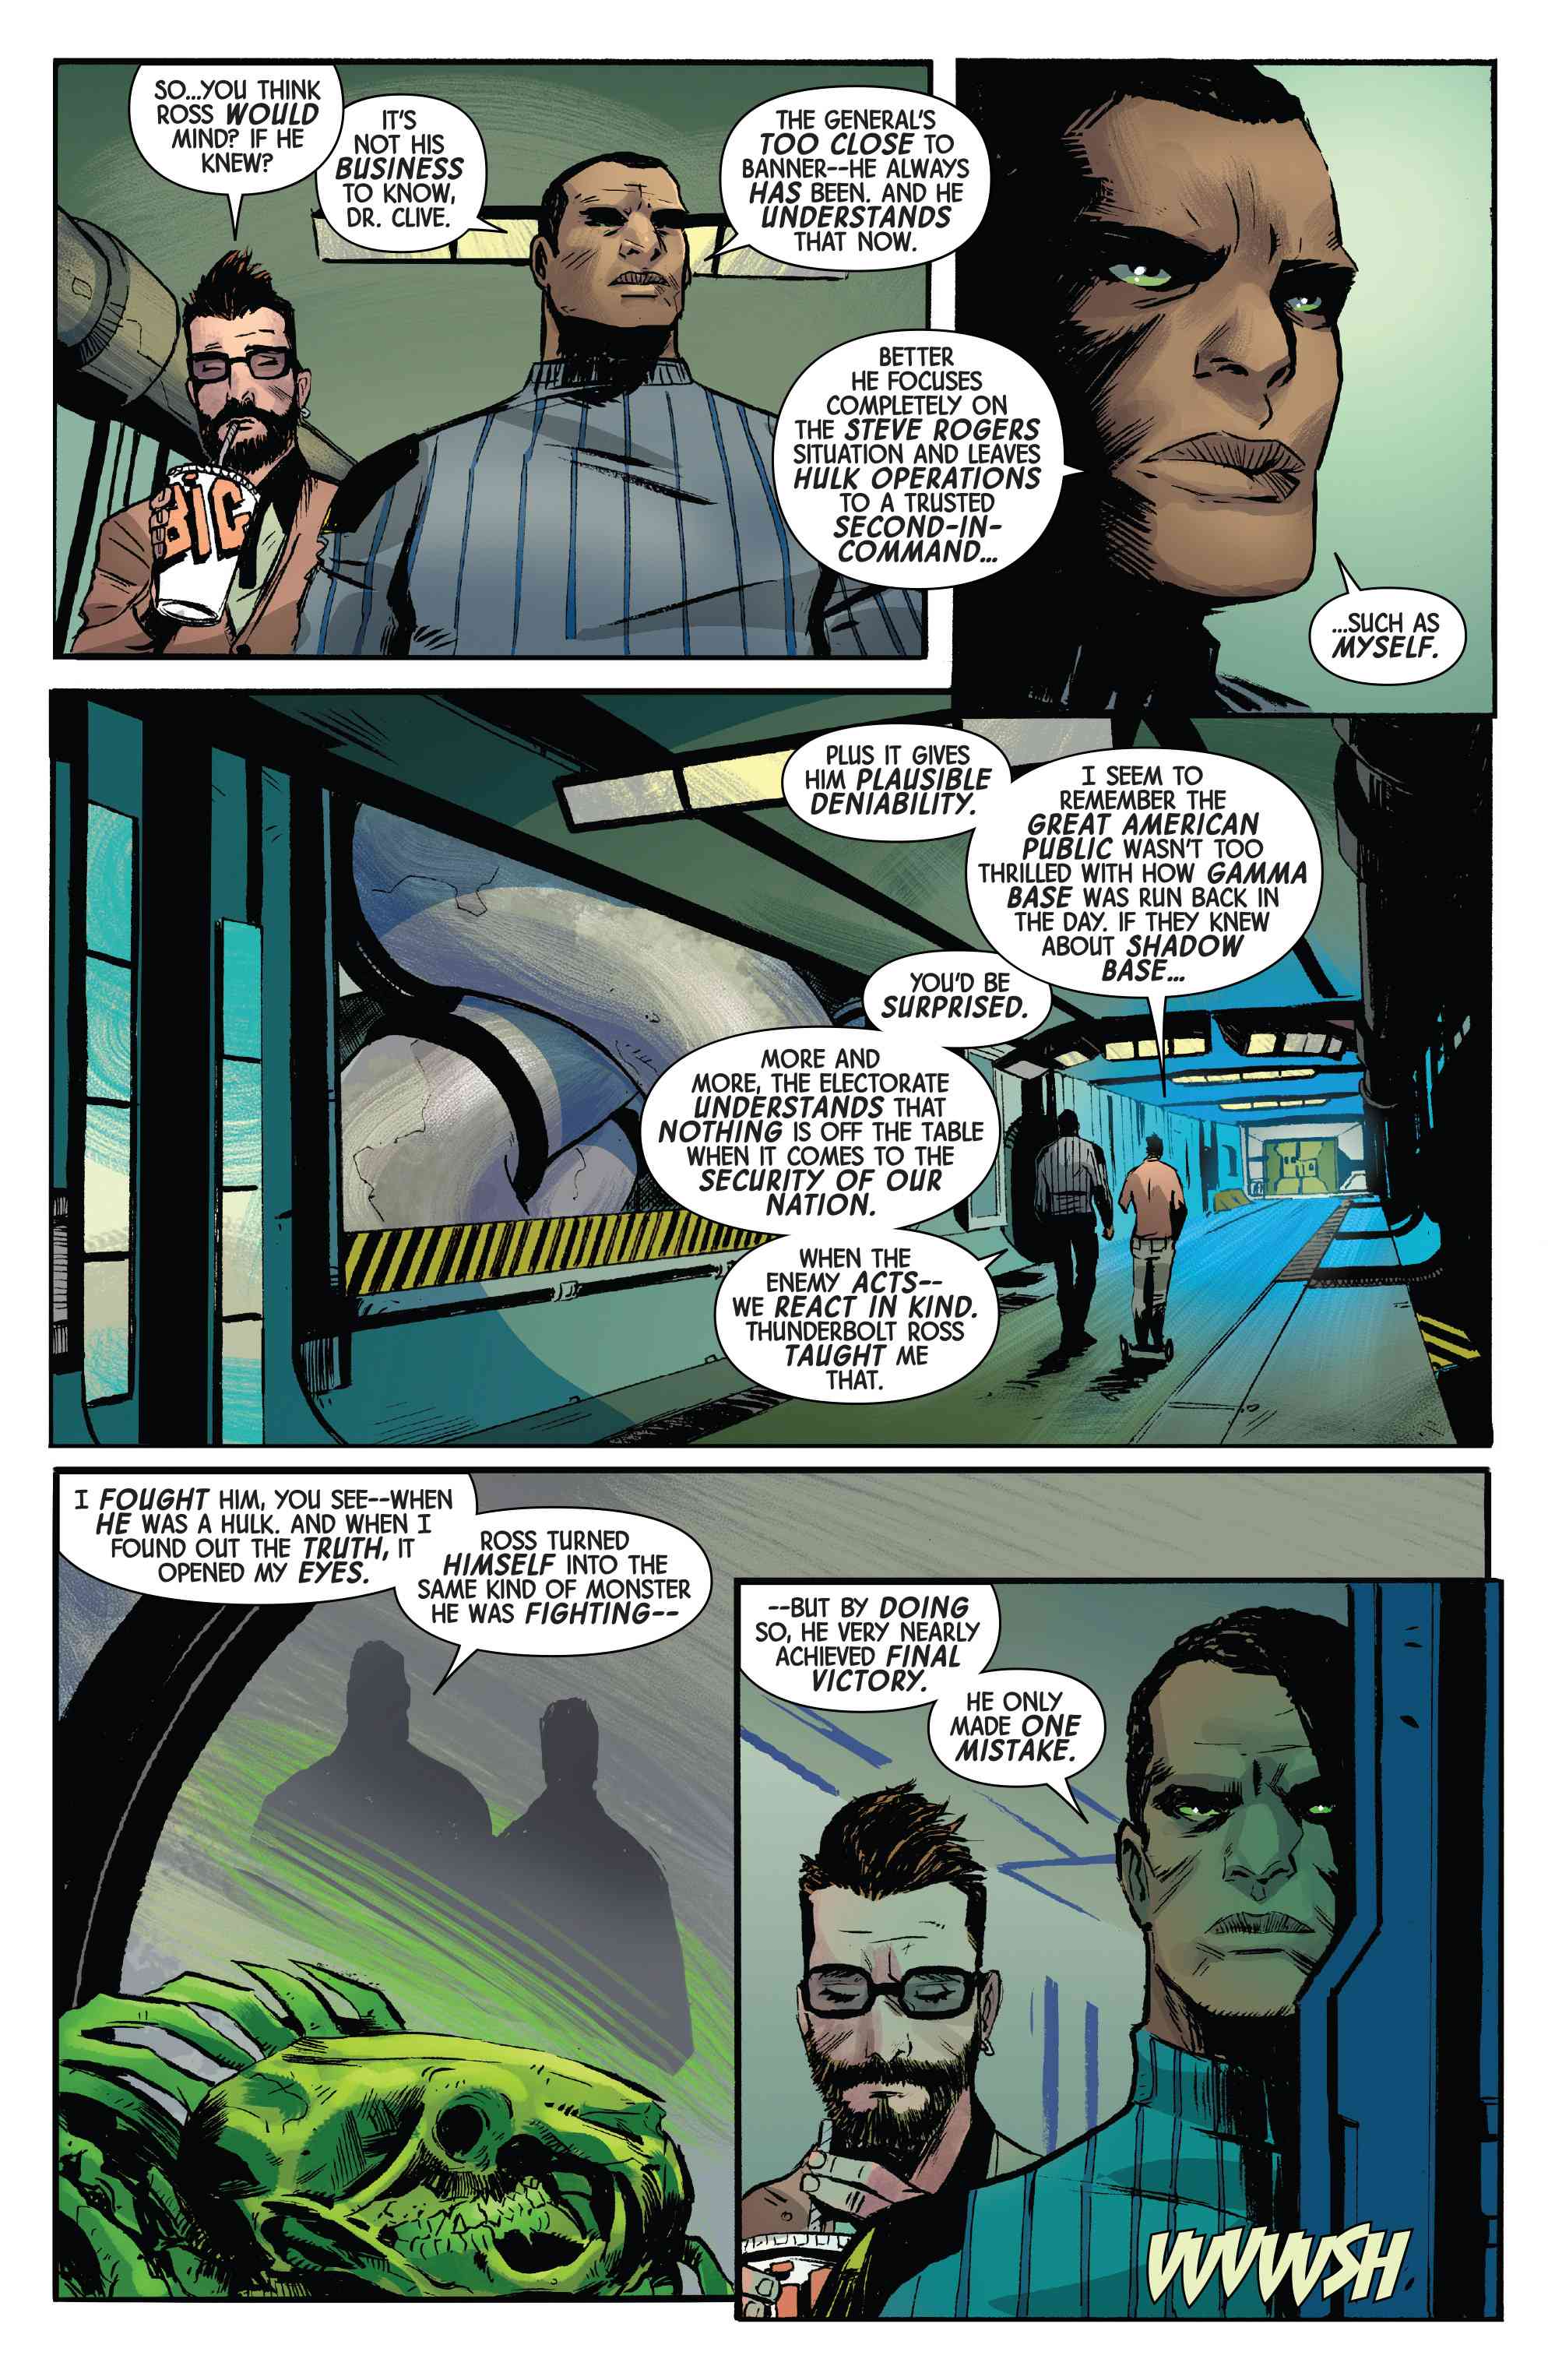 SO...YOU THINK
ROSS WOULD
MIND? IF HE
KNEW?
IT'S
NOT HIS
BUSINESS
TO KNOW,
DR. CLIVE.
THE GENERAL'S
TOO CLOSE TO
BANNER--HE ALWAYS
HAS BEEN. AND HE
UNDERSTANDS
THAT NOW.
BIG
BETTER
HE FOCUSES
COMPLETELY ON
THE STEVE ROGERS
SITUATION AND LEAVES
HULK OPERATIONS
TO A TRUSTED
SECOND-IN-
COMMAND...
...SUCH AS
MYSELF.
PLUS IT GIVES
HIM PLAUSIBLE
DENIABILITY.
I SEEM TO
REMEMBER THE
GREAT AMERICAN
PUBLIC WASN'T TOO
THRILLED WITH HOW GAMMA
BASE WAS RUN BACK IN
THE DAY. IF THEY KNEW
ABOUT SHADOW
BASE...
YOU'D BE
SURPRISED.
MORE AND
MORE, THE ELECTORATE
UNDERSTANDS THAT
NOTHING IS OFF THE TABLE
WHEN IT COMES TO THE
SECURITY OF OUR
NATION.
WHEN THE
ENEMY ACTS--
WE REACT IN KIND.
THUNDERBOLT ROSS
TAUGHT ME
THAT.
I FOUGHT HIM, YOU SEE--WHEN
HE WAS A HULK. AND WHEN I
FOUND OUT THE TRUTH, IT
OPENED MY EYES.
ROSS TURNED
HIMSELF INTO THE
SAME KIND OF MONSTER
HE WAS FIGHTING--
--BUT BY DOING
SO, HE VERY NEARLY
ACHIEVED FINAL
VICTORY.
HE ONLY
MADE ONE
MISTAKE.
VVVVVSH